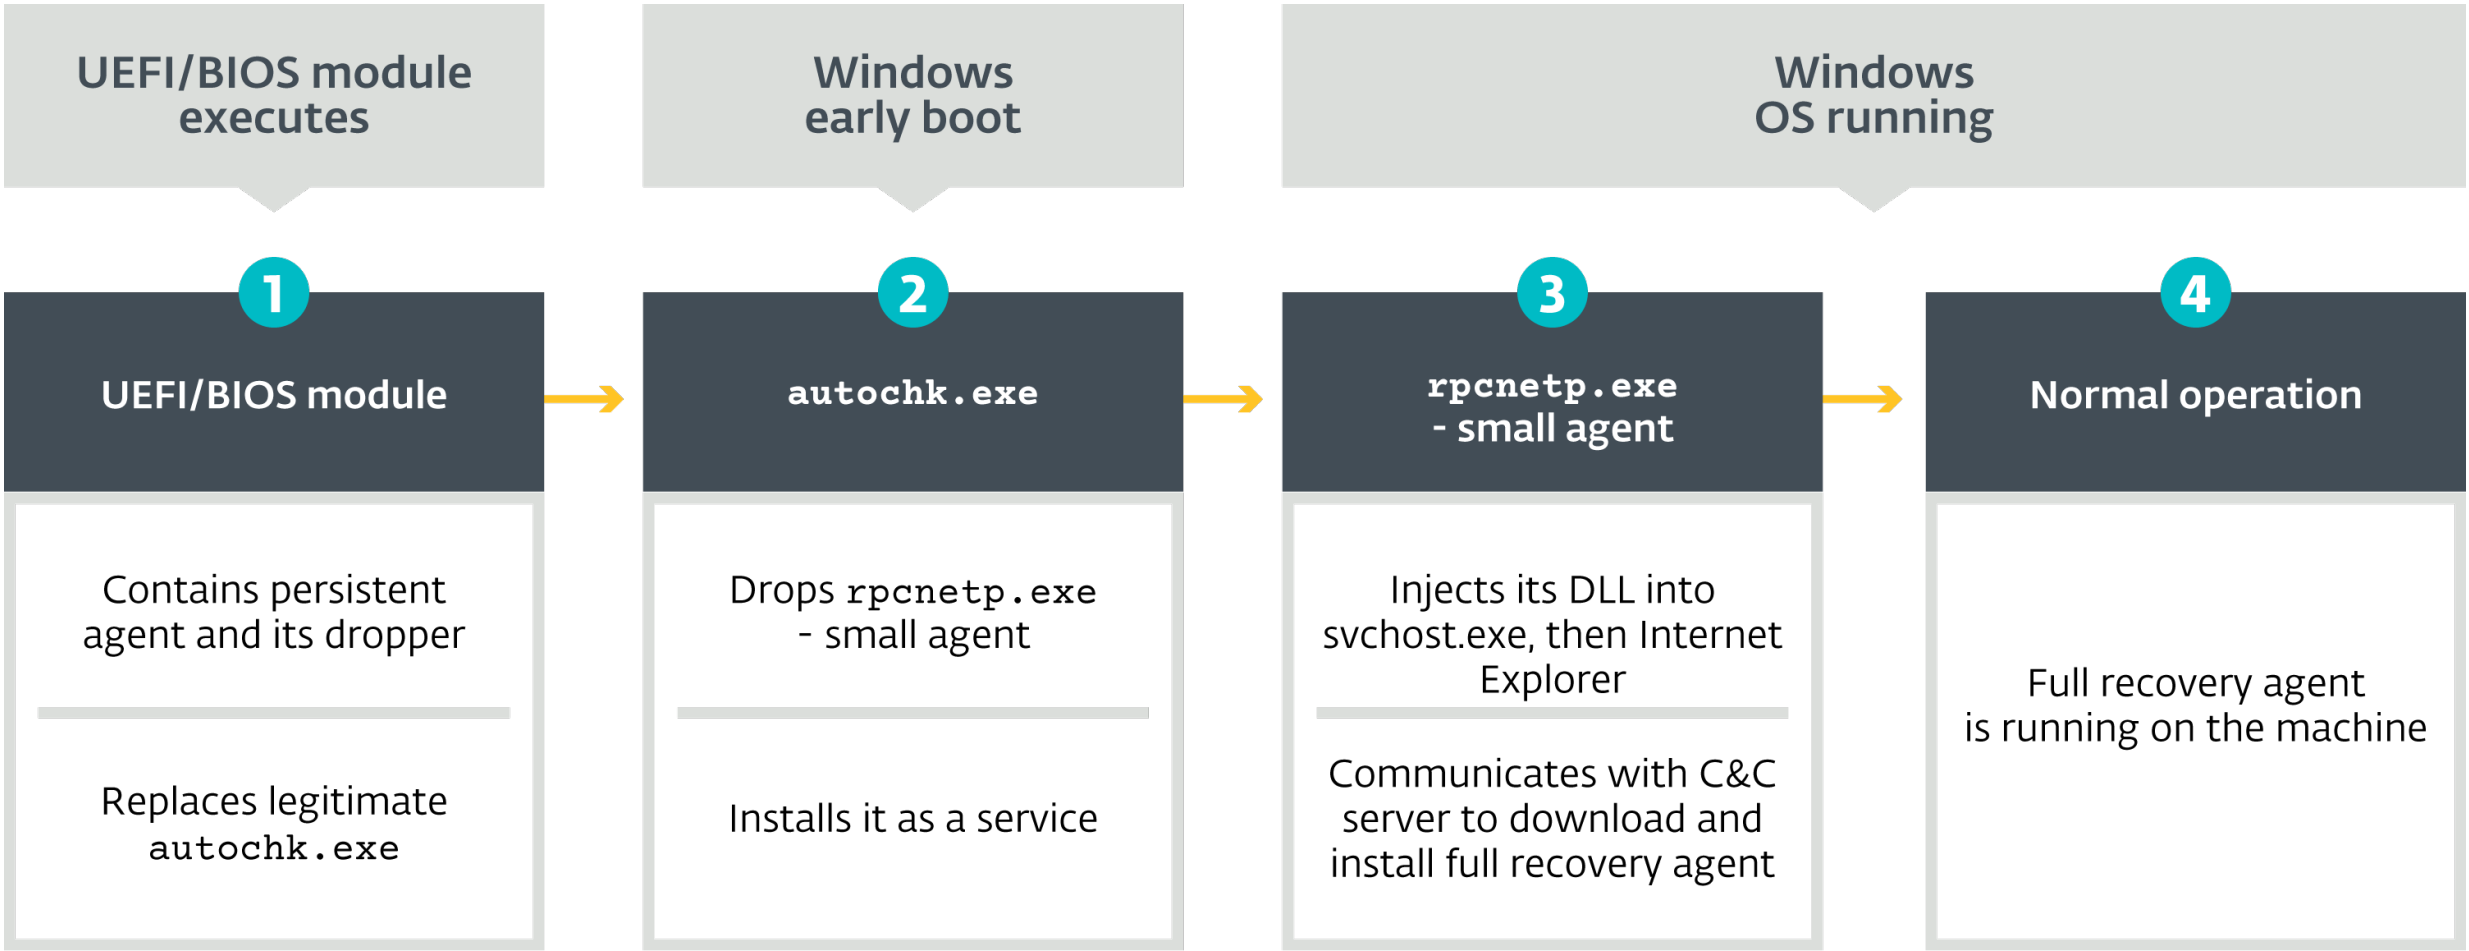 UEFI/BIOS module
executes
Windows
early boot
Windows
OS running
1
UEFI/BIOS module
Contains persistent
agent and its dropper
Replaces legitimate
autochk.exe
2
autochk.exe
Drops rpcnetp.exe
- small agent
Installs it as a service
3
rpcnetp.exe
- small agent
Injects its DLL into
svchost.exe, then Internet
Explorer
Communicates with C&C
server to download and
install full recovery agent
4
Normal operation
Full recovery agent
is running on the machine